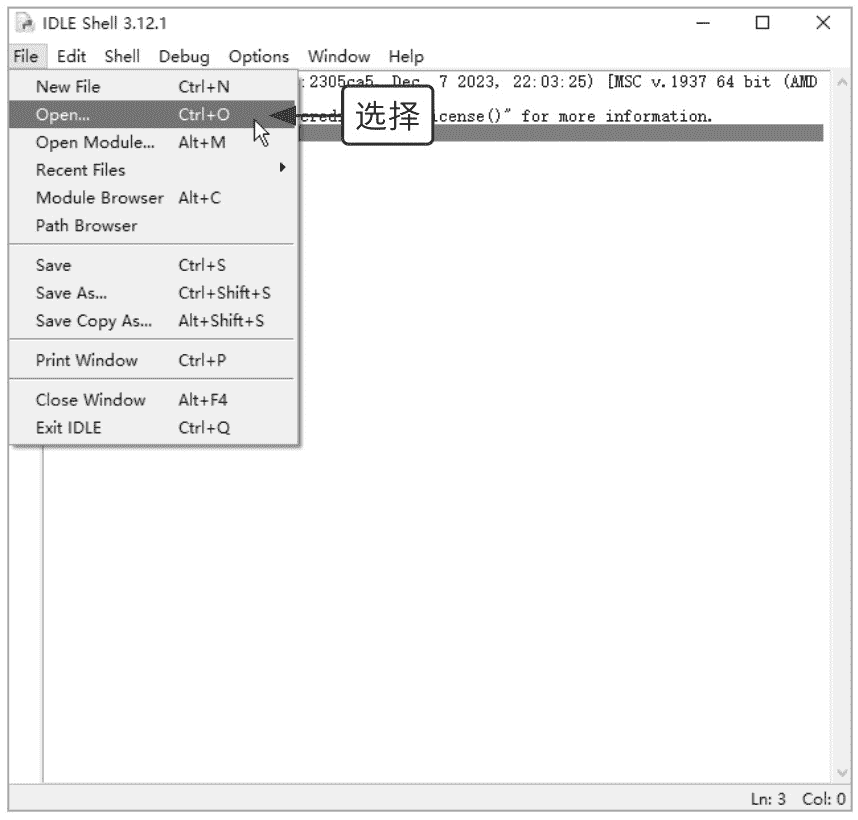 IDLE Shell 3.12.1
File Edit Shell Debug Options Window Help
:2305ca5, Dec 7 2023, 22:03:25) [MSC v.1937 64 bit (AMD
for more information.
选择
New File Ctrl+N
Open... Ctrl+O
Open Module... Alt+M
Recent Files
Module Browser Alt+C
Path Browser
Save Ctrl+S
Save As... Ctrl+Shift+S
Save Copy As... Alt+Shift+S
Print Window Ctrl+P
Close Window Alt+F4
Exit IDLE Ctrl+Q
Ln: 3 Col: 0